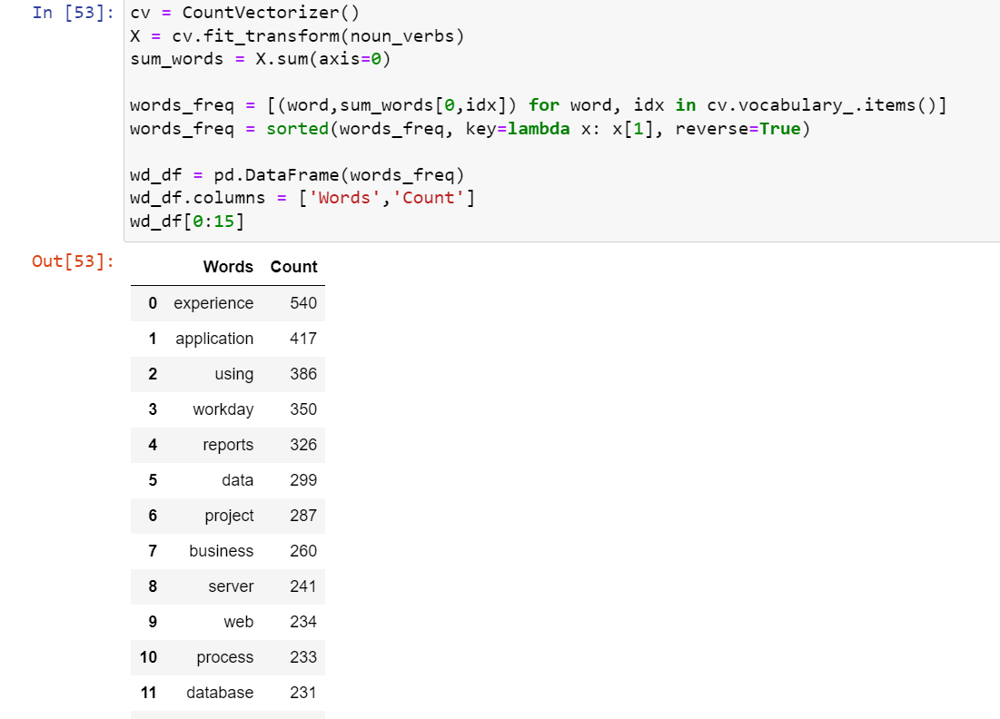 In [53]: cv = CountVectorizer()
X = cv.fit_transform(noun_verbs)
sum_words = X.sum(axis=0)
words_freq = [(word,sum_words[0,idx]) for word, idx in cv.vocabulary_.items()]
words_freq = sorted(words_freq, key=lambda x: x[1], reverse=True)
wd_df = pd.DataFrame(words_freq)
wd_df.columns = ['Words','Count']
wd_df[0:15]
Out[53]:
Words Count
0 experience 540
1 application 417
2 using 386
3 workday 350
4 reports 326
5 data 299
6 project 287
7 business 260
8 server 241
9 web 234
10 process 233
11 database 231